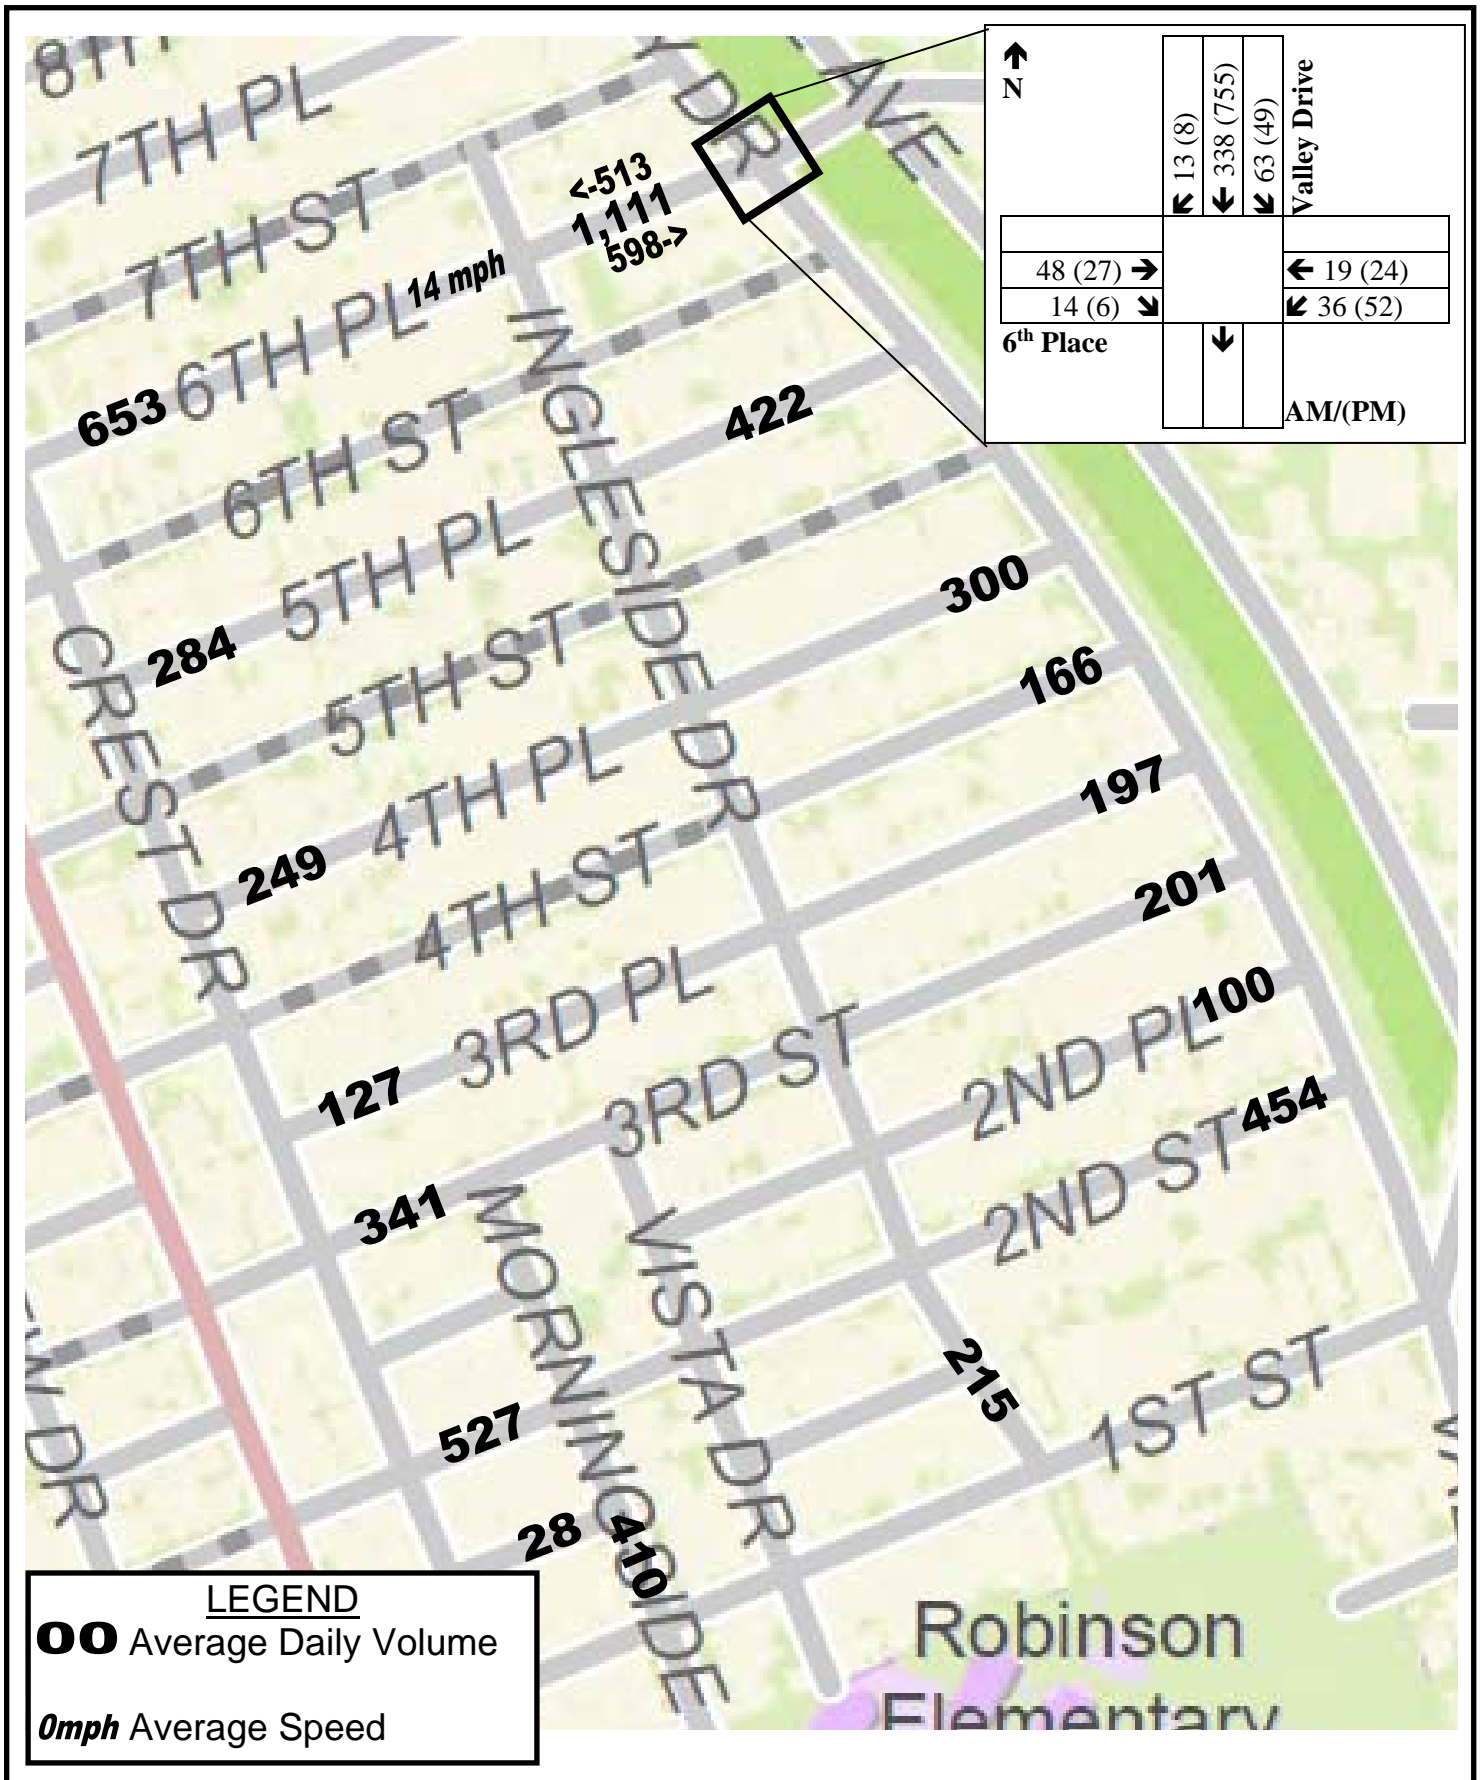 8TH
7TH PL
Y DR
AVE
7TH ST
<-513
1,111
598->
6TH PL
14 mph
653
6TH ST
422
INGLESIDE DR
5TH PL
284
5TH ST
300
CREST DR
166
4TH PL
249
197
4TH ST
201
3RD PL
127
3RD ST
100
2ND PL
454
2ND ST
341
MORNINGSIDE
VISTA DR
215
1ST ST
527
28
410
W DR
Robinson
Elementary
N
13 (8)
338 (755)
63 (49)
Valley Drive
48 (27) →
← 19 (24)
14 (6) ↘
↙ 36 (52)
6th Place
AM/(PM)
LEGEND
00 Average Daily Volume
0mph Average Speed